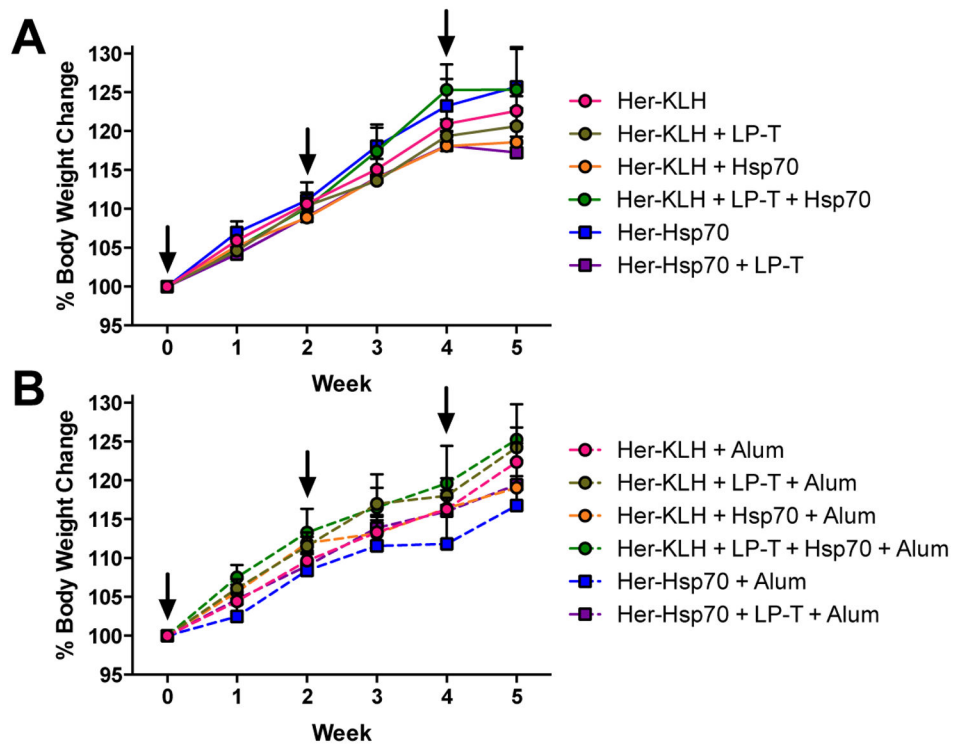 A
% Body Weight Change
130
125
120
115
110
105
100
95
0 1 2 3 4 5
Week
Her-KLH
Her-KLH + LP-T
Her-KLH + Hsp70
Her-KLH + LP-T + Hsp70
Her-Hsp70
Her-Hsp70 + LP-T
B
% Body Weight Change
130
125
120
115
110
105
100
95
0 1 2 3 4 5
Week
Her-KLH + Alum
Her-KLH + LP-T + Alum
Her-KLH + Hsp70 + Alum
Her-KLH + LP-T + Hsp70 + Alum
Her-Hsp70 + Alum
Her-Hsp70 + LP-T + Alum